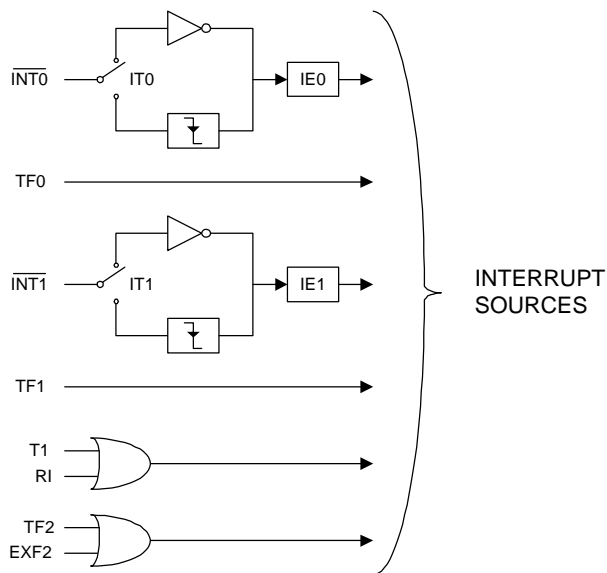 INT0
IT0
IE0
TF0
INT1
IT1
IE1
TF1
INTERRUPT
SOURCES
T1
RI
TF2
EXF2